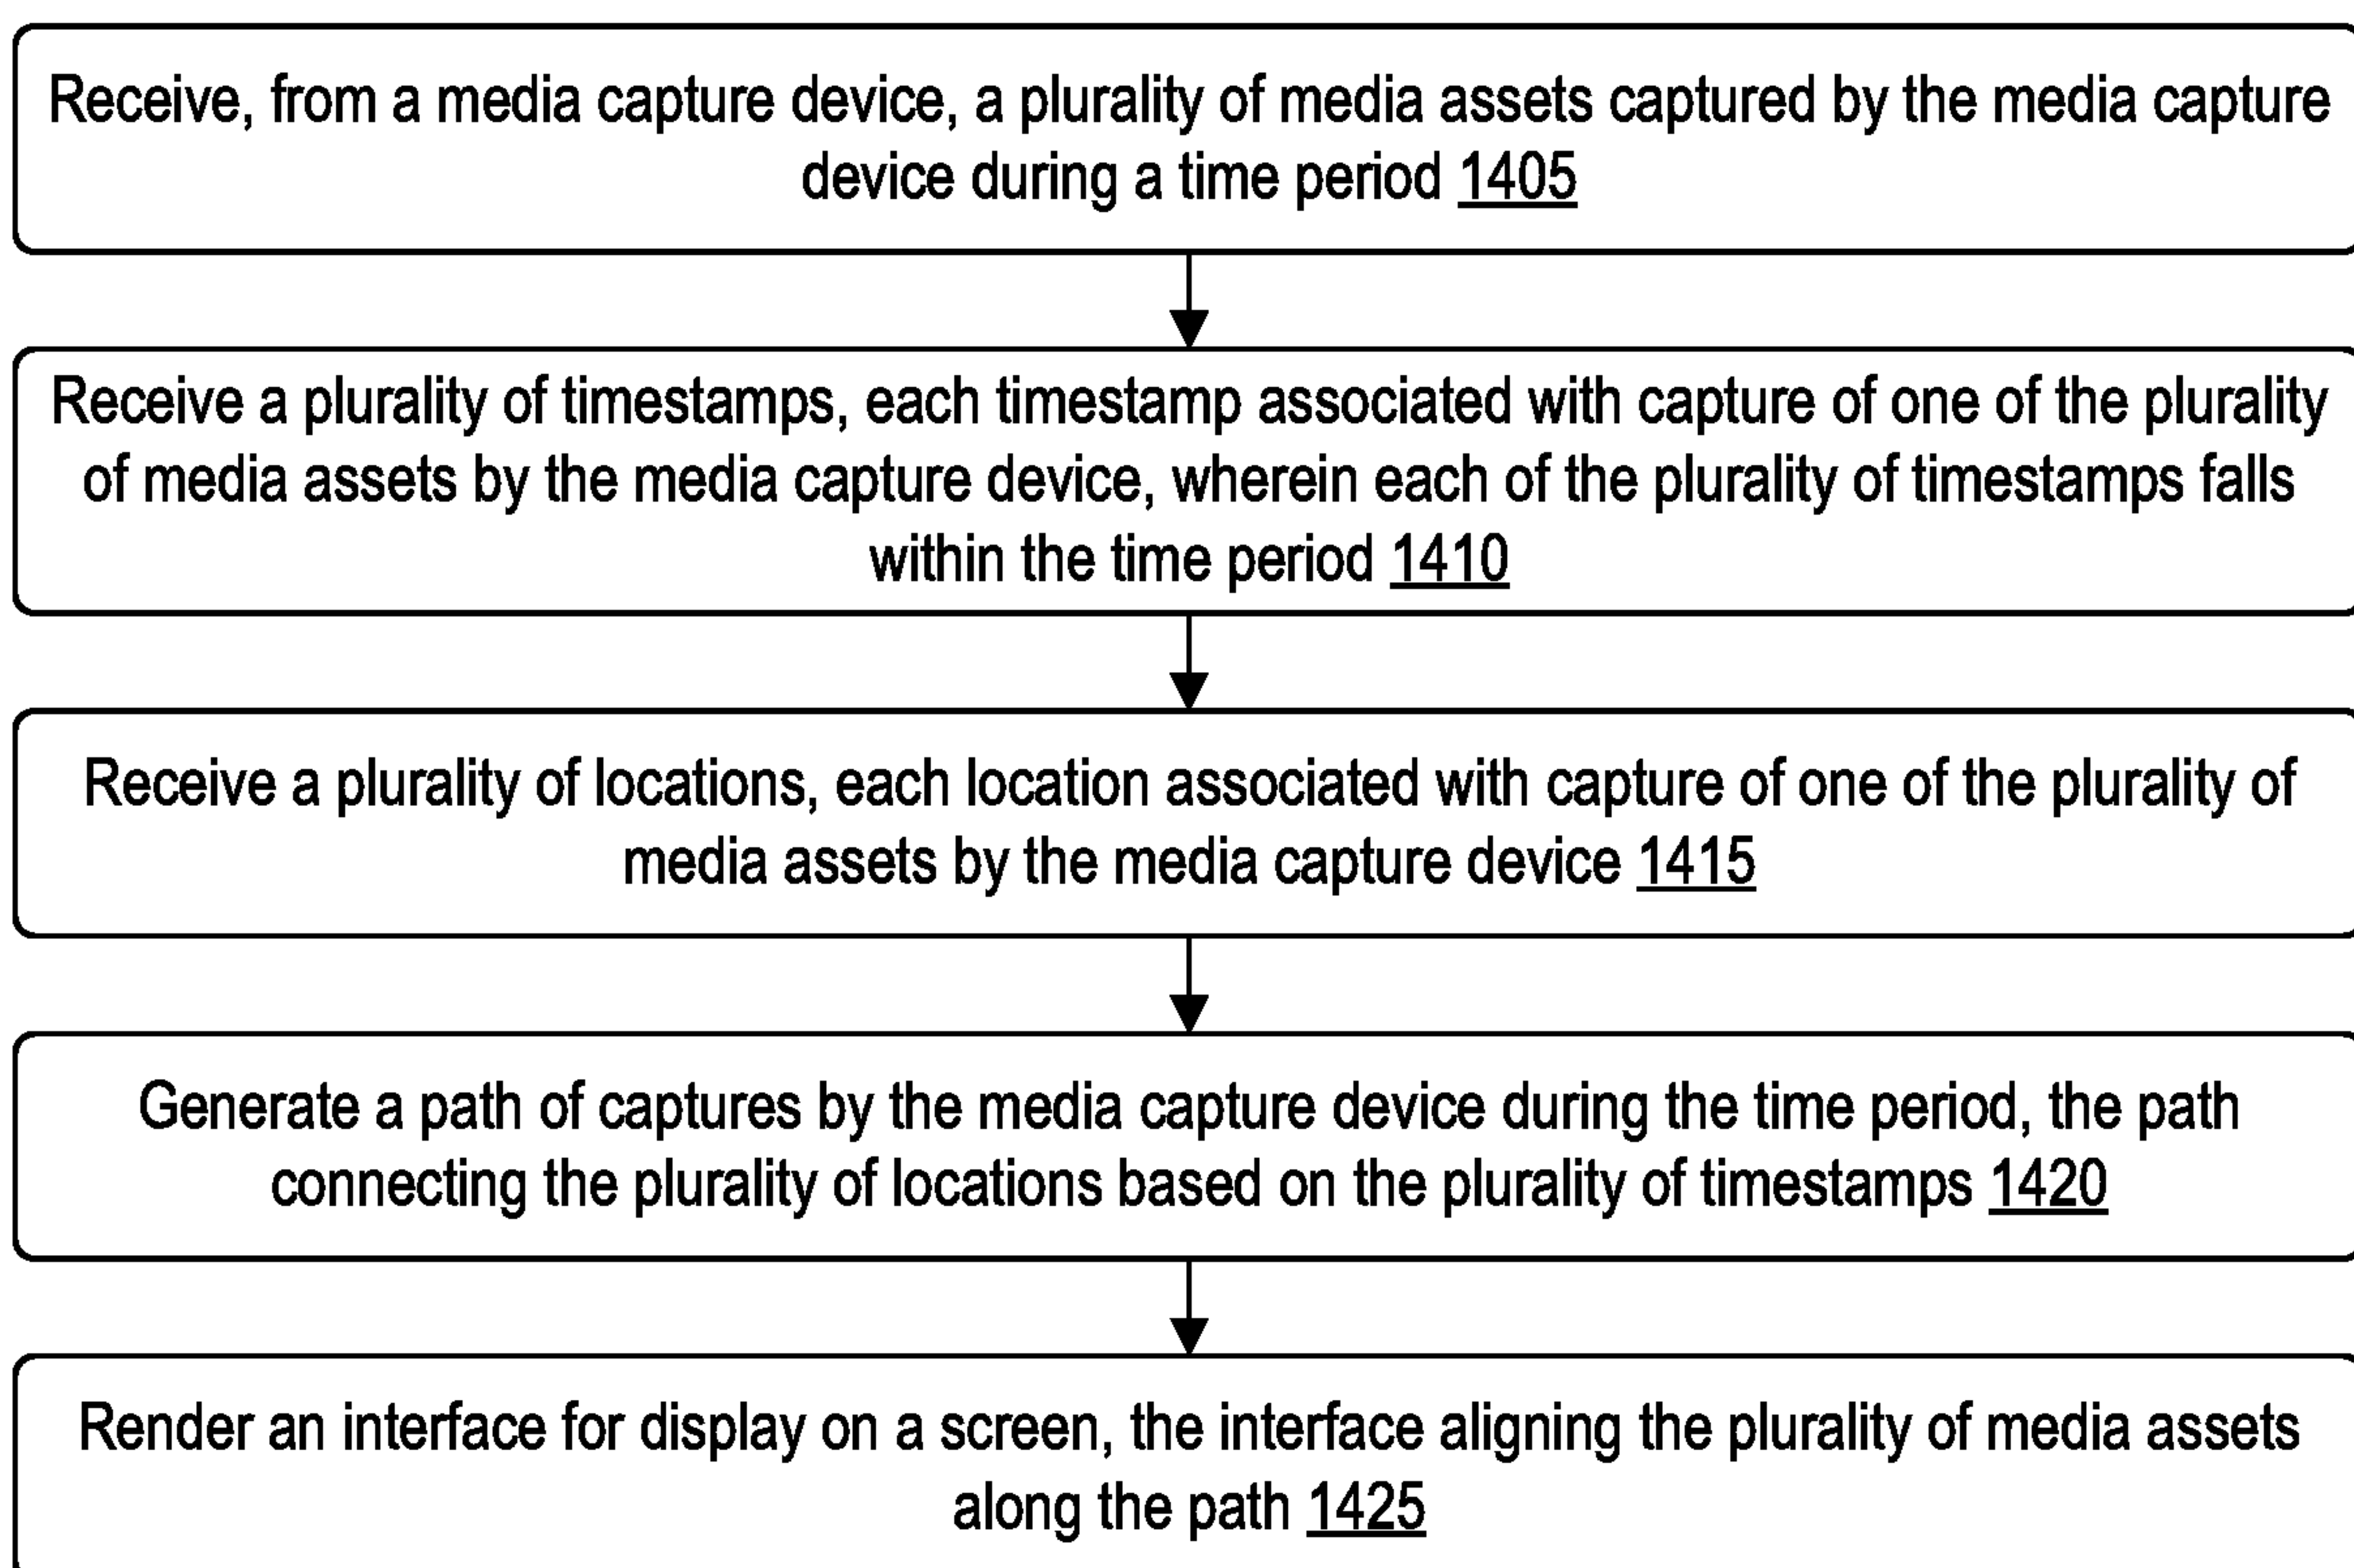 Receive, from a media capture device, a plurality of media assets captured by the media capture
device during a time period 1405
Receive a plurality of timestamps, each timestamp associated with capture of one of the plurality
of media assets by the media capture device, wherein each of the plurality of timestamps falls
within the time period 1410
Receive a plurality of locations, each location associated with capture of one of the plurality of
media assets by the media capture device 1415
Generate a path of captures by the media capture device during the time period, the path
connecting the plurality of locations based on the plurality of timestamps 1420
Render an interface for display on a screen, the interface aligning the plurality of media assets
along the path 1425